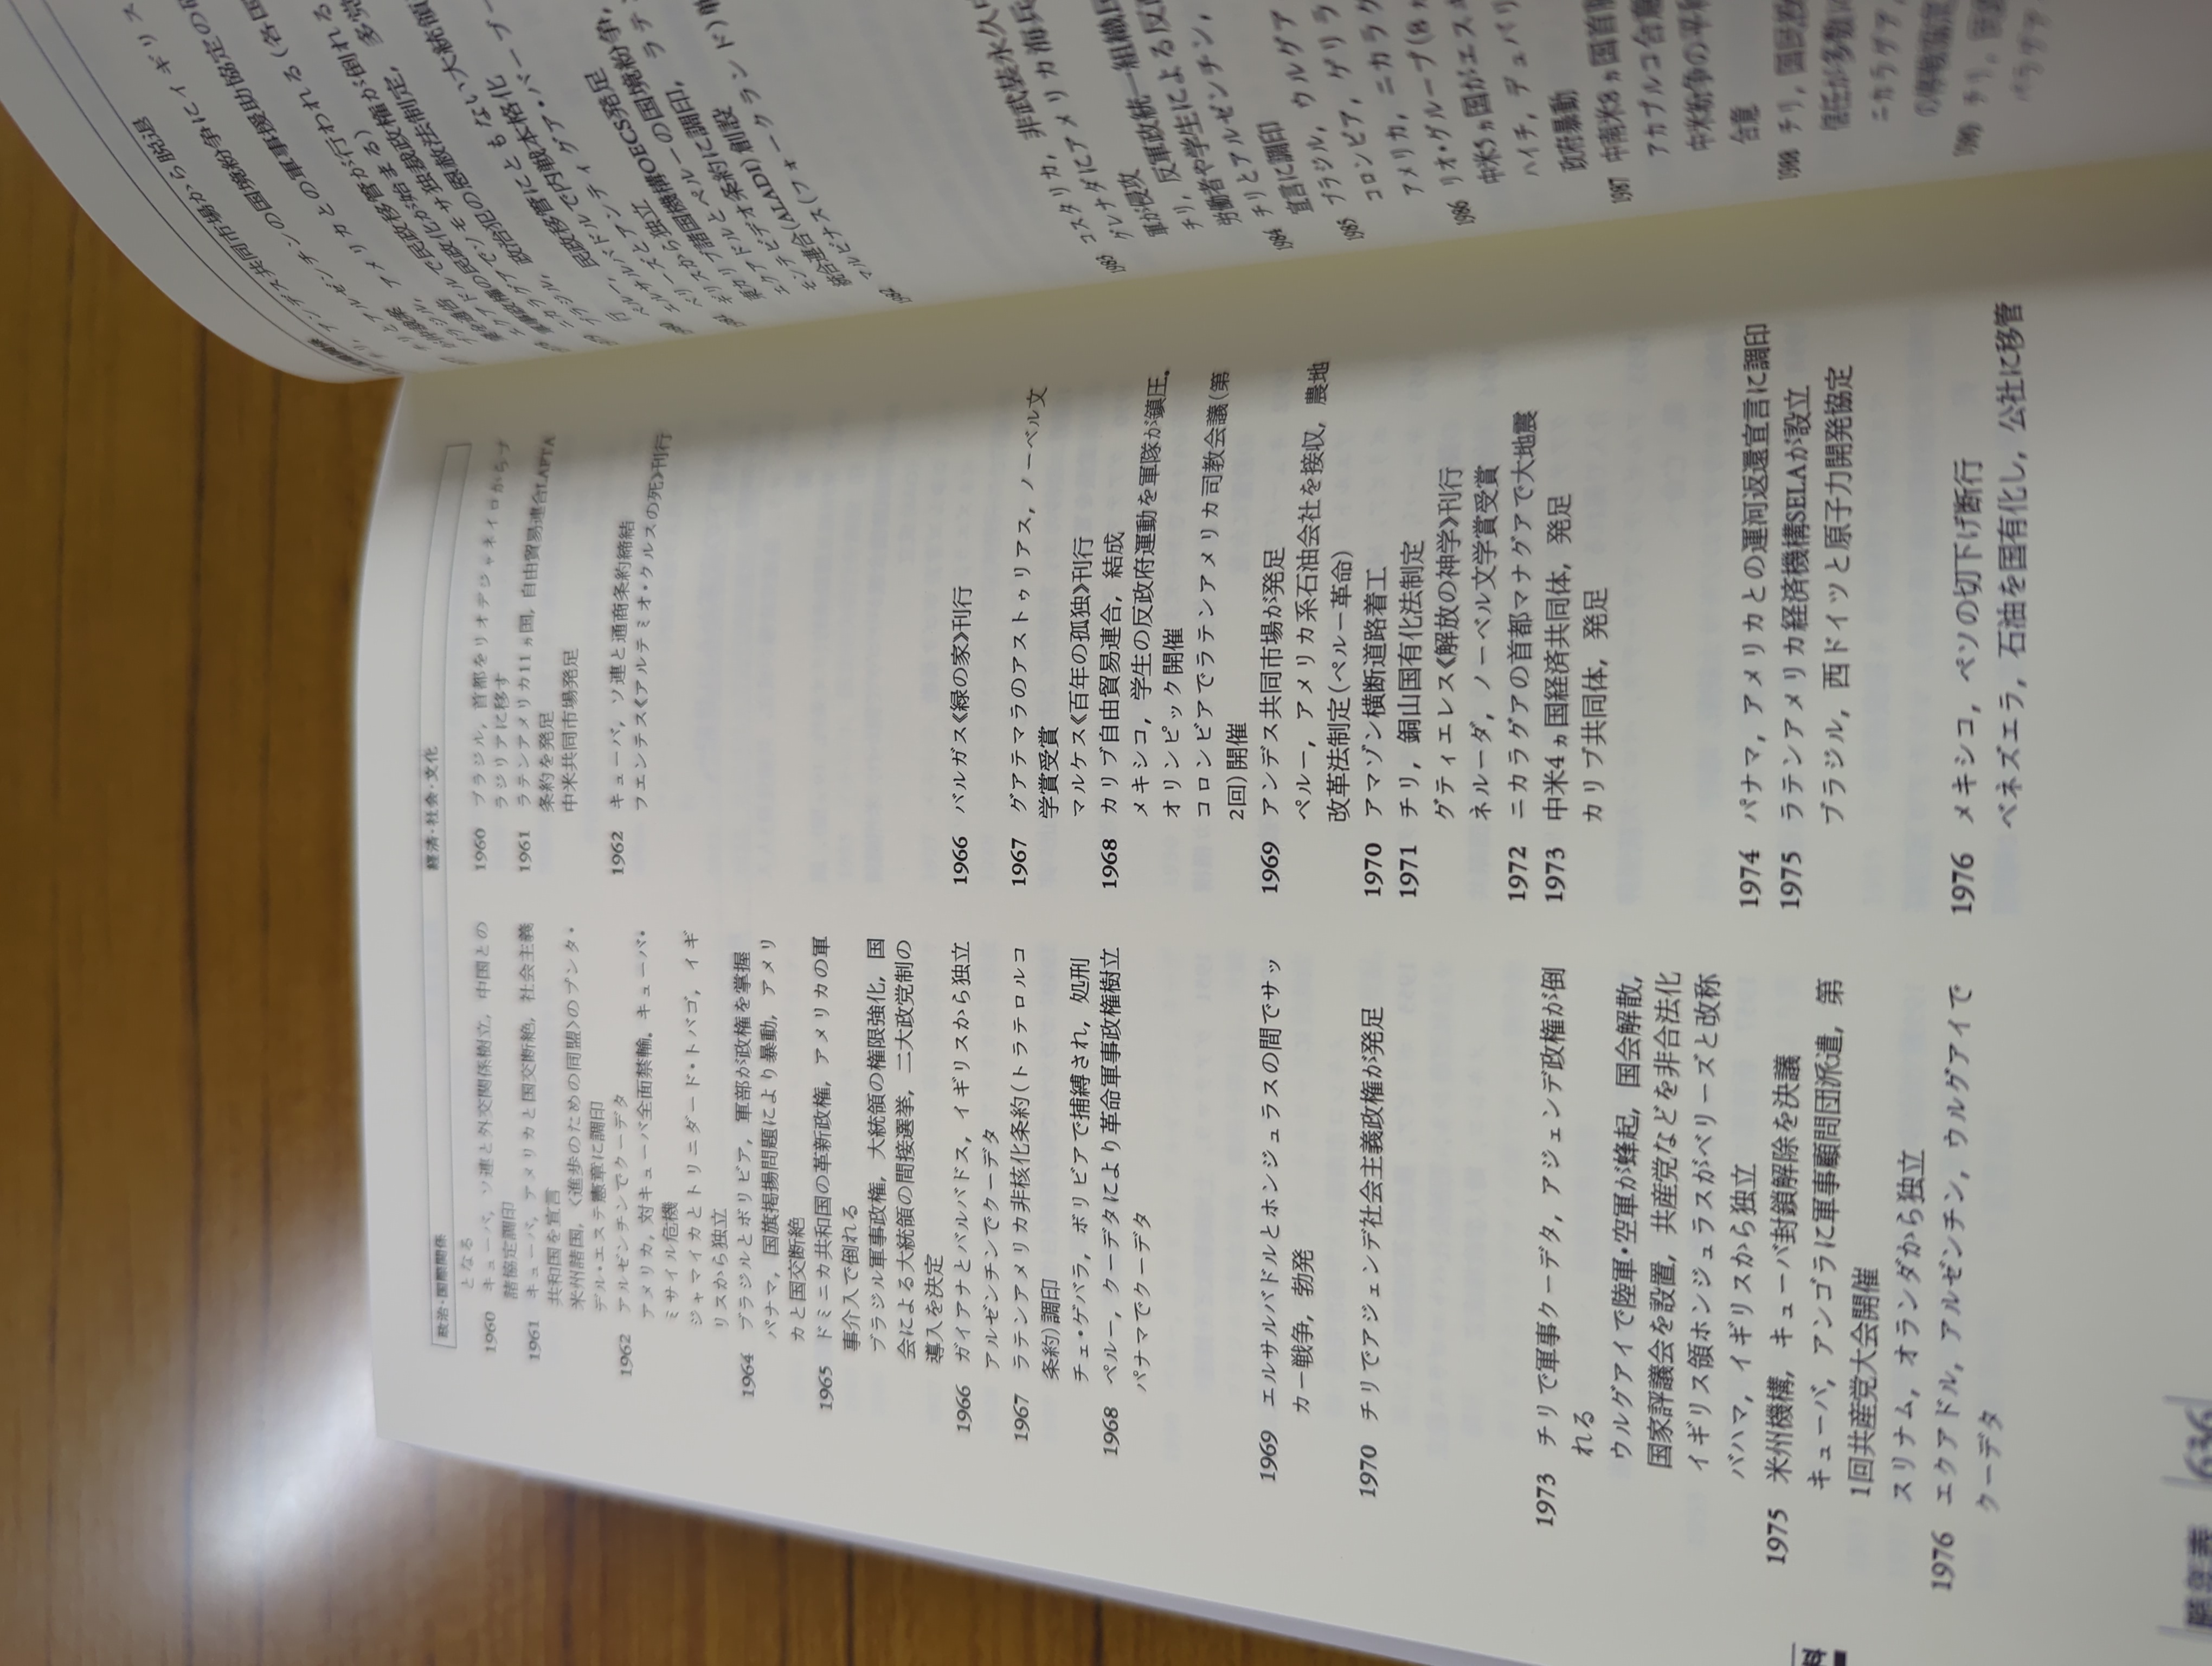 政治・国際関係
となる
1960 キューバ，ソ連と外交関係樹立，中国との
諸協定調印
1961 キューバ，アメリカと国交断絶，社会主義
共和国を宣言
米州諸国，〈進歩のための同盟〉のプンタ・
デル・エステ憲章に調印
1962 アルゼンチンでクーデタ
アメリカ，対キューバ全面禁輸。キューバ・
ミサイル危機
ジャマイカとトリニダード・トバゴ，イギ
リスから独立
1964 ブラジルとボリビア，軍部が政権を掌握
パナマ，国旗掲揚問題により暴動，アメリ
カと国交断絶
1965 ドミニカ共和国の革新政権，アメリカの軍
事介入で倒れる
ブラジル軍事政権，大統領の権限強化，国
会による大統領の間接選挙，二大政党制の
導入を決定
1966 ガイアナとバルバドス，イギリスから独立
アルゼンチンでクーデタ
1967 ラテンアメリカ非核化条約(トラテロルコ
条約)調印
チェ・ゲバラ，ボリビアで捕縛され，処刑
1968 ペルー，クーデタにより革命軍事政権樹立
パナマでクーデタ
1969 エルサルバドルとホンジュラスの間でサッ
カー戦争，勃発
1970 チリでアジェンデ社会主義政権が発足
1973 チリで軍事クーデタ，アジェンデ政権が倒
れる
ウルグアイで陸軍・空軍が蜂起，国会解散，
国家評議会を設置，共産党などを非合法化
イギリス領ホンジュラスがベリーズと改称
バハマ，イギリスから独立
1975 米州機構，キューバ封鎖解除を決議
キューバ，アンゴラに軍事顧問団派遣，第
1回共産党大会開催
スリナム，オランダから独立
1976 エクアドル，アルゼンチン，ウルグアイで
クーデタ
経済・社会・文化
1960 ブラジル，首都をリオデジャネイロからブ
ラジリアに移す
1961 ラテンアメリカ11ヵ国，自由貿易連合LAFTA
条約を発足
中米共同市場発足
1962 キューバ，ソ連と通商条約締結
フエンテス《アルテミオ・クルスの死》刊行
1966 バルガス《緑の家》刊行
1967 グアテマラのアストゥリアス，ノーベル文
学賞受賞
マルケス《百年の孤独》刊行
1968 カリブ自由貿易連合，結成
メキシコ，学生の反政府運動を軍隊が鎮圧。
オリンピック開催
コロンビアでラテンアメリカ司教会議(第
2回)開催
1969 アンデス共同市場が発足
ペルー，アメリカ系石油会社を接収，農地
改革法制定(ペルー革命)
1970 アマゾン横断道路着工
1971 チリ，銅山国有化法制定
グティエレス《解放の神学》刊行
ネルーダ，ノーベル文学賞受賞
1972 ニカラグアの首都マナグアで大地震
1973 中米4ヵ国経済共同体，発足
カリブ共同体，発足
1974 パナマ，アメリカとの運河返還宣言に調印
1975 ラテンアメリカ経済機構SELAが設立
ブラジル，西ドイツと原子力開発協定
1976 メキシコ，ペソの切下げ断行
ベネズエラ，石油を国有化し，公社に移管
略年表 636
チリ，アンデス共同市場から脱退
チリとアルゼンチンの国境紛争にイギリス
が仲裁案
ブラジル，アメリカとの軍事援助協定の
棄を通告
エクアドルで民政移管が行われる(各国
軍事政権の民政化が始まる)
ニカラグアでソモサ独裁政権が倒れる
ブラジル，政治犯の恩赦法制定，多党
行
ペルー，民政移管にともない大統領
エルサルバドルで内戦本格化
ベリーズとアンティグア・バーブー
ギリスから独立
東カリブ諸国機構OECS発足
エクアドルとペルーの国境紛争，
モンテビデオ条約に調印，ラテン
統合連合(ALADI)創設
1982 マルビナス(フォークランド)戦
1983 コスタリカ，非武装永久中
グレナダにアメリカ海兵
軍が侵攻
チリ，反軍政統一組織
労働者や学生による反政
1984 チリとアルゼンチン，
宣言に調印
1985 ブラジル，ウルグア
コロンビア，ゲリラ
アメリカ，ニカラグ
1986 リオ・グループ(8ヵ
中米5ヵ国がエスキ
ハイチ，デュバリ
政府暴動
1987 中南米8ヵ国首脳
アカプルコ合意
中米紛争の平和
合意
1988 チリ，国民投
信任が多数
ニカラグア，
の停戦協定
1989 チリ，民
パラグア